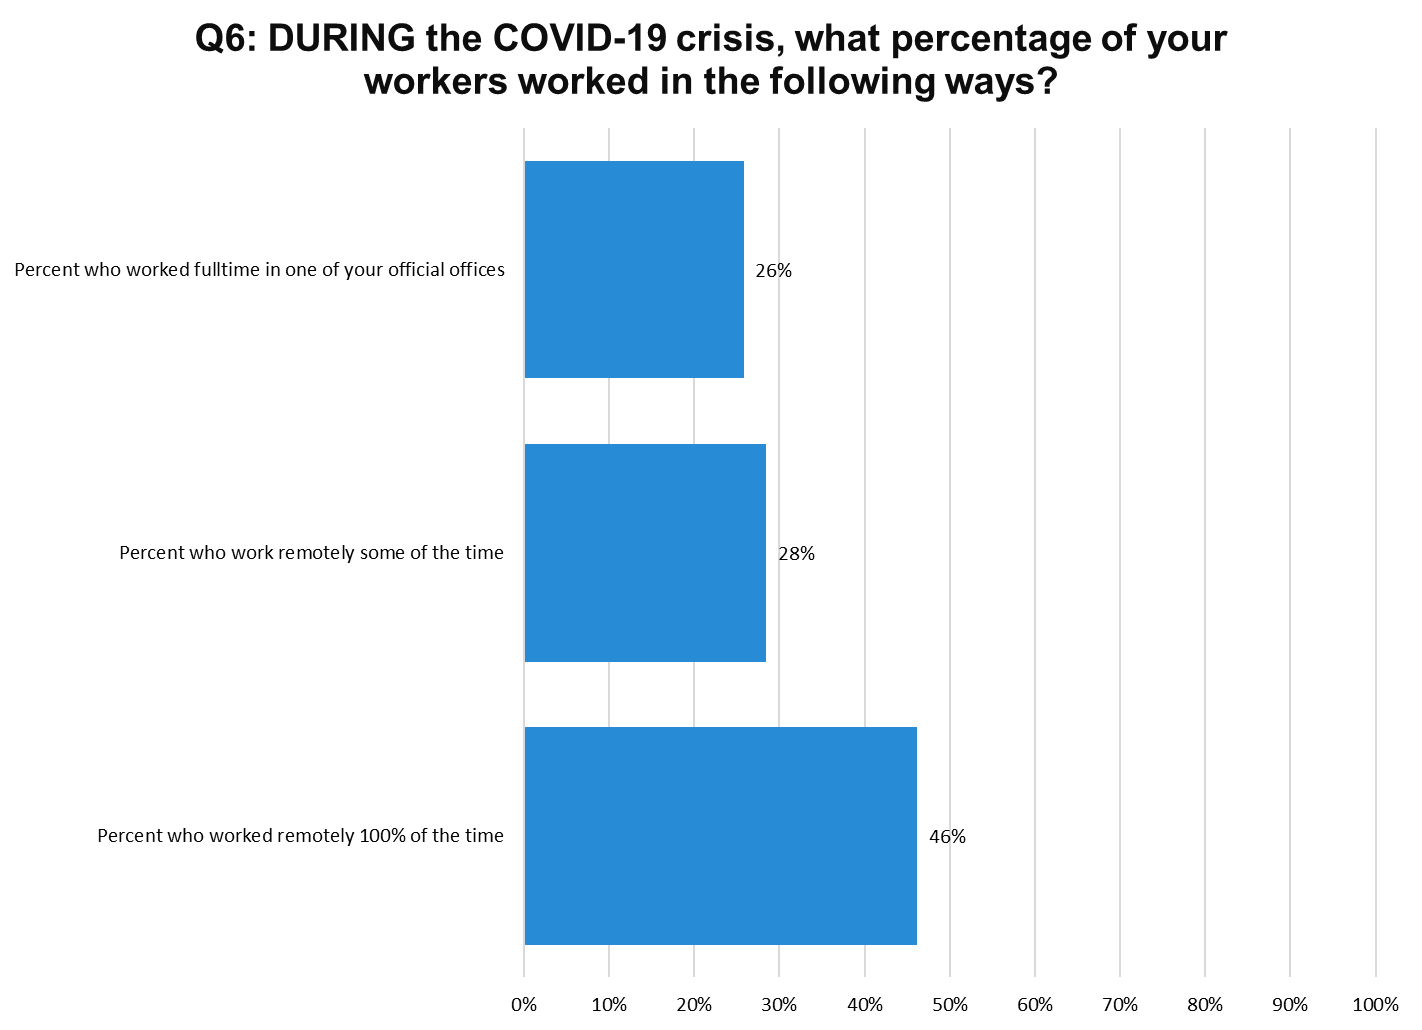 Q6: DURING the COVID-19 crisis, what percentage of your
workers worked in the following ways?
Percent who worked fulltime in one of your official offices
26%
Percent who work remotely some of the time
28%
Percent who worked remotely 100% of the time
46%
0% 10% 20% 30% 40% 50% 60% 70% 80% 90% 100%